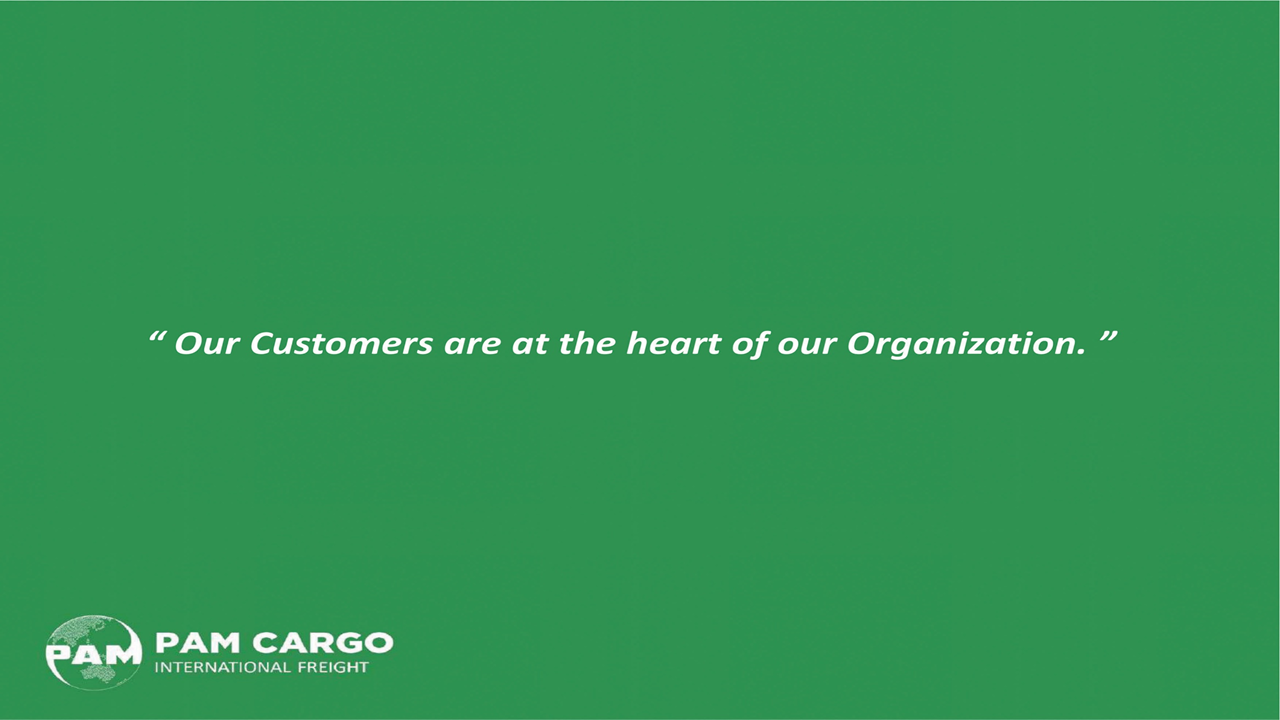 “ Our Customers are at the heart of our Organization. ”
PAM
PAM CARGO
INTERNATIONAL FREIGHT